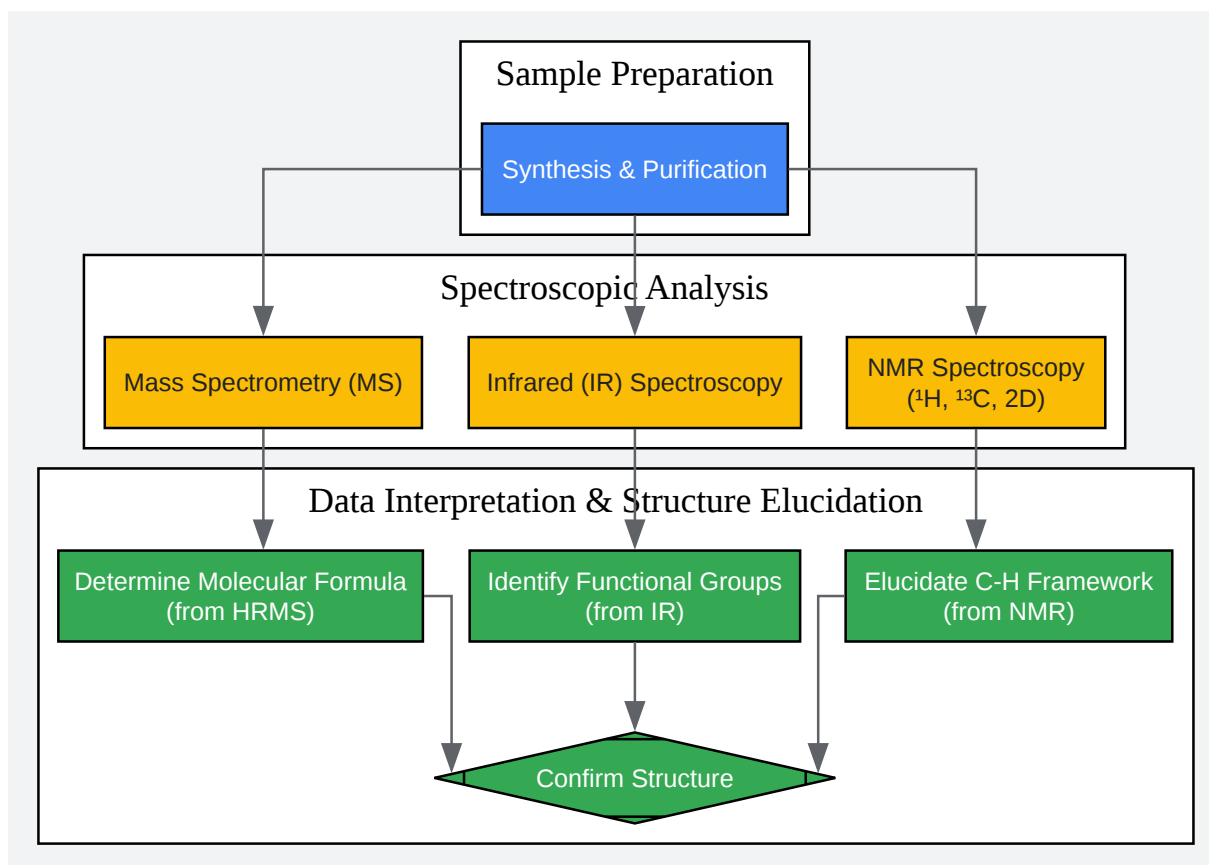 Sample Preparation
Synthesis & Purification
Spectroscopic Analysis
Mass Spectrometry (MS)
Infrared (IR) Spectroscopy
NMR Spectroscopy
(¹H, ¹³C, 2D)
Data Interpretation & Structure Elucidation
Determine Molecular Formula
(from HRMS)
Identify Functional Groups
(from IR)
Elucidate C-H Framework
(from NMR)
Confirm Structure